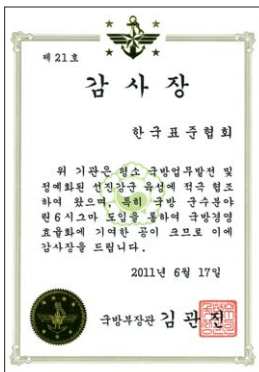 제 21호
감 사 장
한국표준협회
위 기관은 평소 국방업무발전 및
정예화된 선진강군 육성에 적극 협조
하여 왔으며, 특히 국방 군수분야
린6시그마 도입을 통하여 국방경영
효율화에 기여한 공이 크므로 이에
감사장을 드립니다.
2011년 6월 17일
국방부장관 김관진